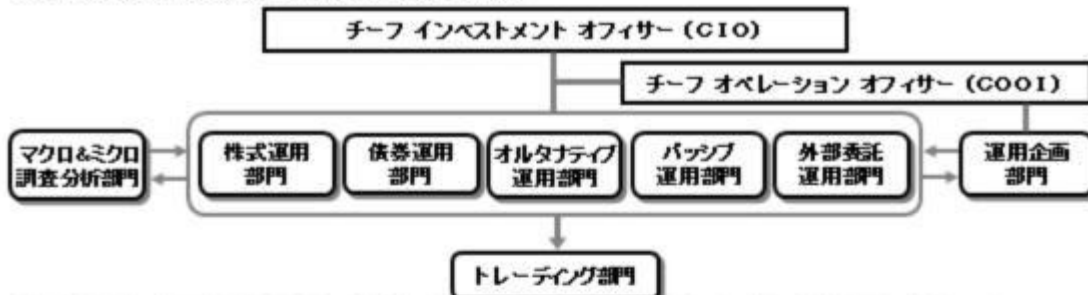 チーフ インベストメント オフィサー (CIO)
チーフ オペレーション オフィサー (COOI)
マクロ&ミクロ
調査分析部門
株式運用
部門
債券運用
部門
オルタナティブ
運用部門
パッシブ
運用部門
外部委託
運用部門
運用企画
部門
トレーディング部門